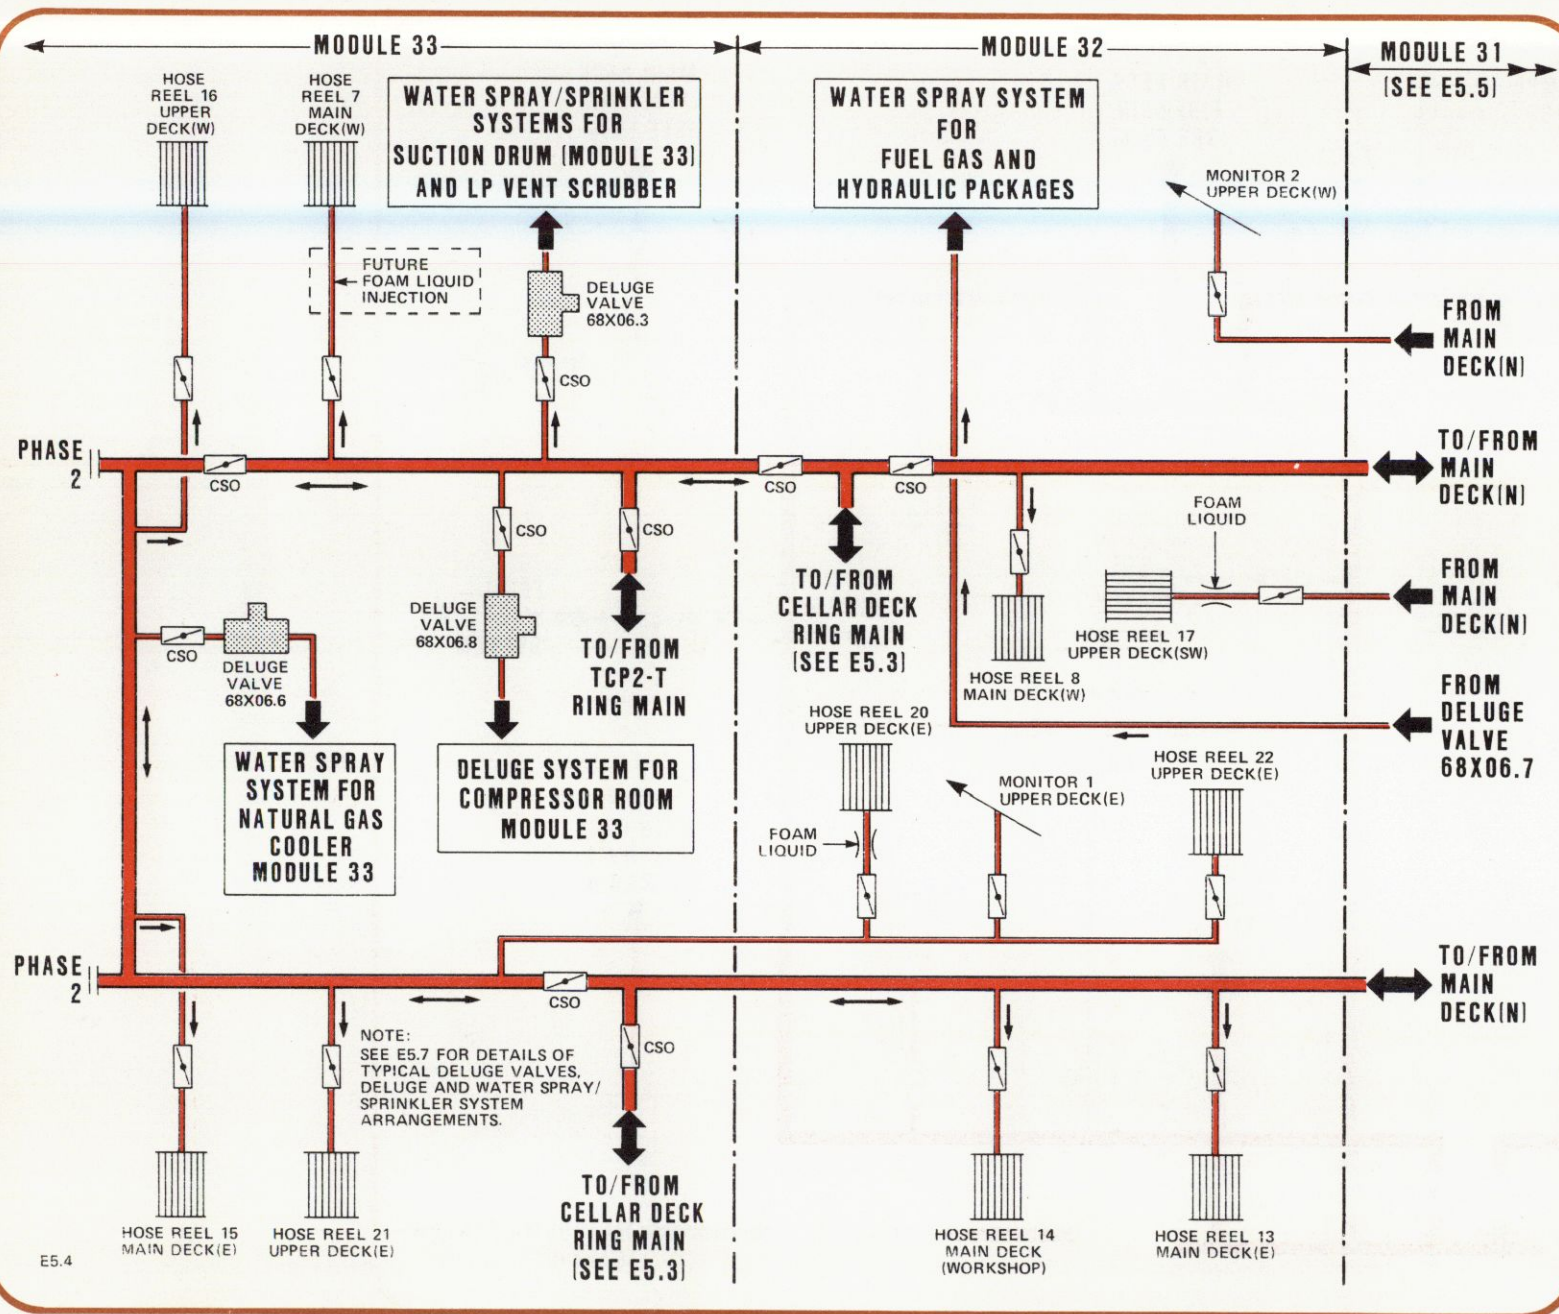 MODULE 33
MODULE 32
MODULE 31
(SEE E5.5)
HOSE
REEL 16
UPPER
DECK(W)
HOSE
REEL 7
MAIN
DECK(W)
WATER SPRAY/SPRINKLER
SYSTEMS FOR
SUCTION DRUM (MODULE 33)
AND LP VENT SCRUBBER
WATER SPRAY SYSTEM
FOR
FUEL GAS AND
HYDRAULIC PACKAGES
MONITOR 2
UPPER DECK(W)
FUTURE
FOAM LIQUID
INJECTION
DELUGE
VALVE
68X06.3
CSO
FROM
MAIN
DECK(N)
PHASE
2
CSO
CSO
CSO
TO/FROM
MAIN
DECK(N)
CSO
CSO
FOAM
LIQUID
DELUGE
VALVE
68X06.8
TO/FROM
TCP2-T
RING MAIN
TO/FROM
CELLAR DECK
RING MAIN
(SEE E5.3)
HOSE REEL 8
MAIN DECK(W)
HOSE REEL 17
UPPER DECK(SW)
FROM
MAIN
DECK(N)
CSO
DELUGE
VALVE
68X06.6
FROM
DELUGE
VALVE
68X06.7
WATER SPRAY
SYSTEM FOR
NATURAL GAS
COOLER
MODULE 33
DELUGE SYSTEM FOR
COMPRESSOR ROOM
MODULE 33
HOSE REEL 20
UPPER DECK(E)
FOAM
LIQUID
MONITOR 1
UPPER DECK(E)
HOSE REEL 22
UPPER DECK(E)
PHASE
2
CSO
TO/FROM
MAIN
DECK(N)
CSO
NOTE:
SEE E5.7 FOR DETAILS OF
TYPICAL DELUGE VALVES,
DELUGE AND WATER SPRAY/
SPRINKLER SYSTEM
ARRANGEMENTS.
HOSE REEL 15
MAIN DECK(E)
HOSE REEL 21
UPPER DECK(E)
TO/FROM
CELLAR DECK
RING MAIN
(SEE E5.3)
HOSE REEL 14
MAIN DECK
(WORKSHOP)
HOSE REEL 13
MAIN DECK(E)
E5.4